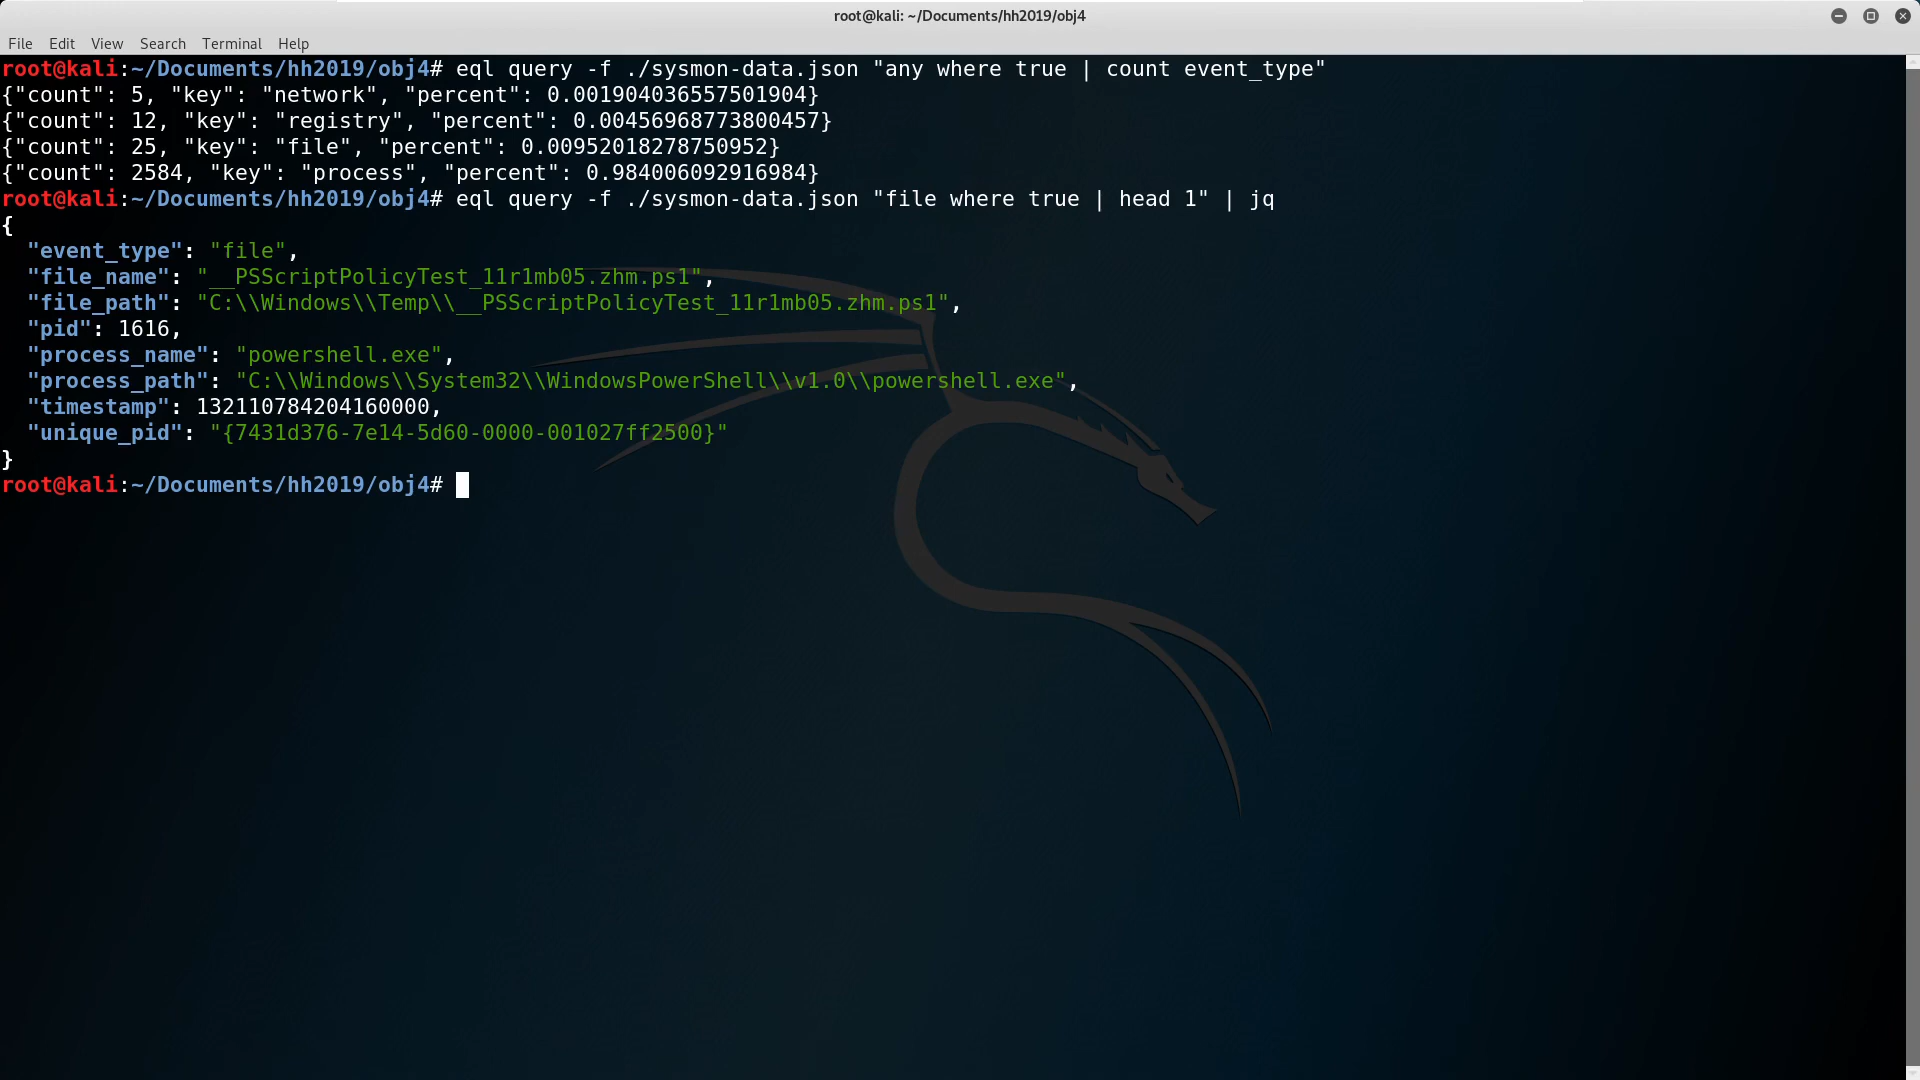 root@kali: ~/Documents/hh2019/obj4
File Edit View Search Terminal Help
root@kali:~/Documents/hh2019/obj4# eql query -f ./sysmon-data.json "any where true | count event_type"
{"count": 5, "key": "network", "percent": 0.001904036557501904}
{"count": 12, "key": "registry", "percent": 0.00456968773800457}
{"count": 25, "key": "file", "percent": 0.00952018278750952}
{"count": 2584, "key": "process", "percent": 0.984006092916984}
root@kali:~/Documents/hh2019/obj4# eql query -f ./sysmon-data.json "file where true | head 1" | jq
{
  "event_type": "file",
  "file_name": "__PSScriptPolicyTest_11r1mb05.zhm.ps1",
  "file_path": "C:\\Windows\\Temp\\__PSScriptPolicyTest_11r1mb05.zhm.ps1",
  "pid": 1616,
  "process_name": "powershell.exe",
  "process_path": "C:\\Windows\\System32\\WindowsPowerShell\\v1.0\\powershell.exe",
  "timestamp": 132110784204160000,
  "unique_pid": "{7431d376-7e14-5d60-0000-001027ff2500}"
}
root@kali:~/Documents/hh2019/obj4#